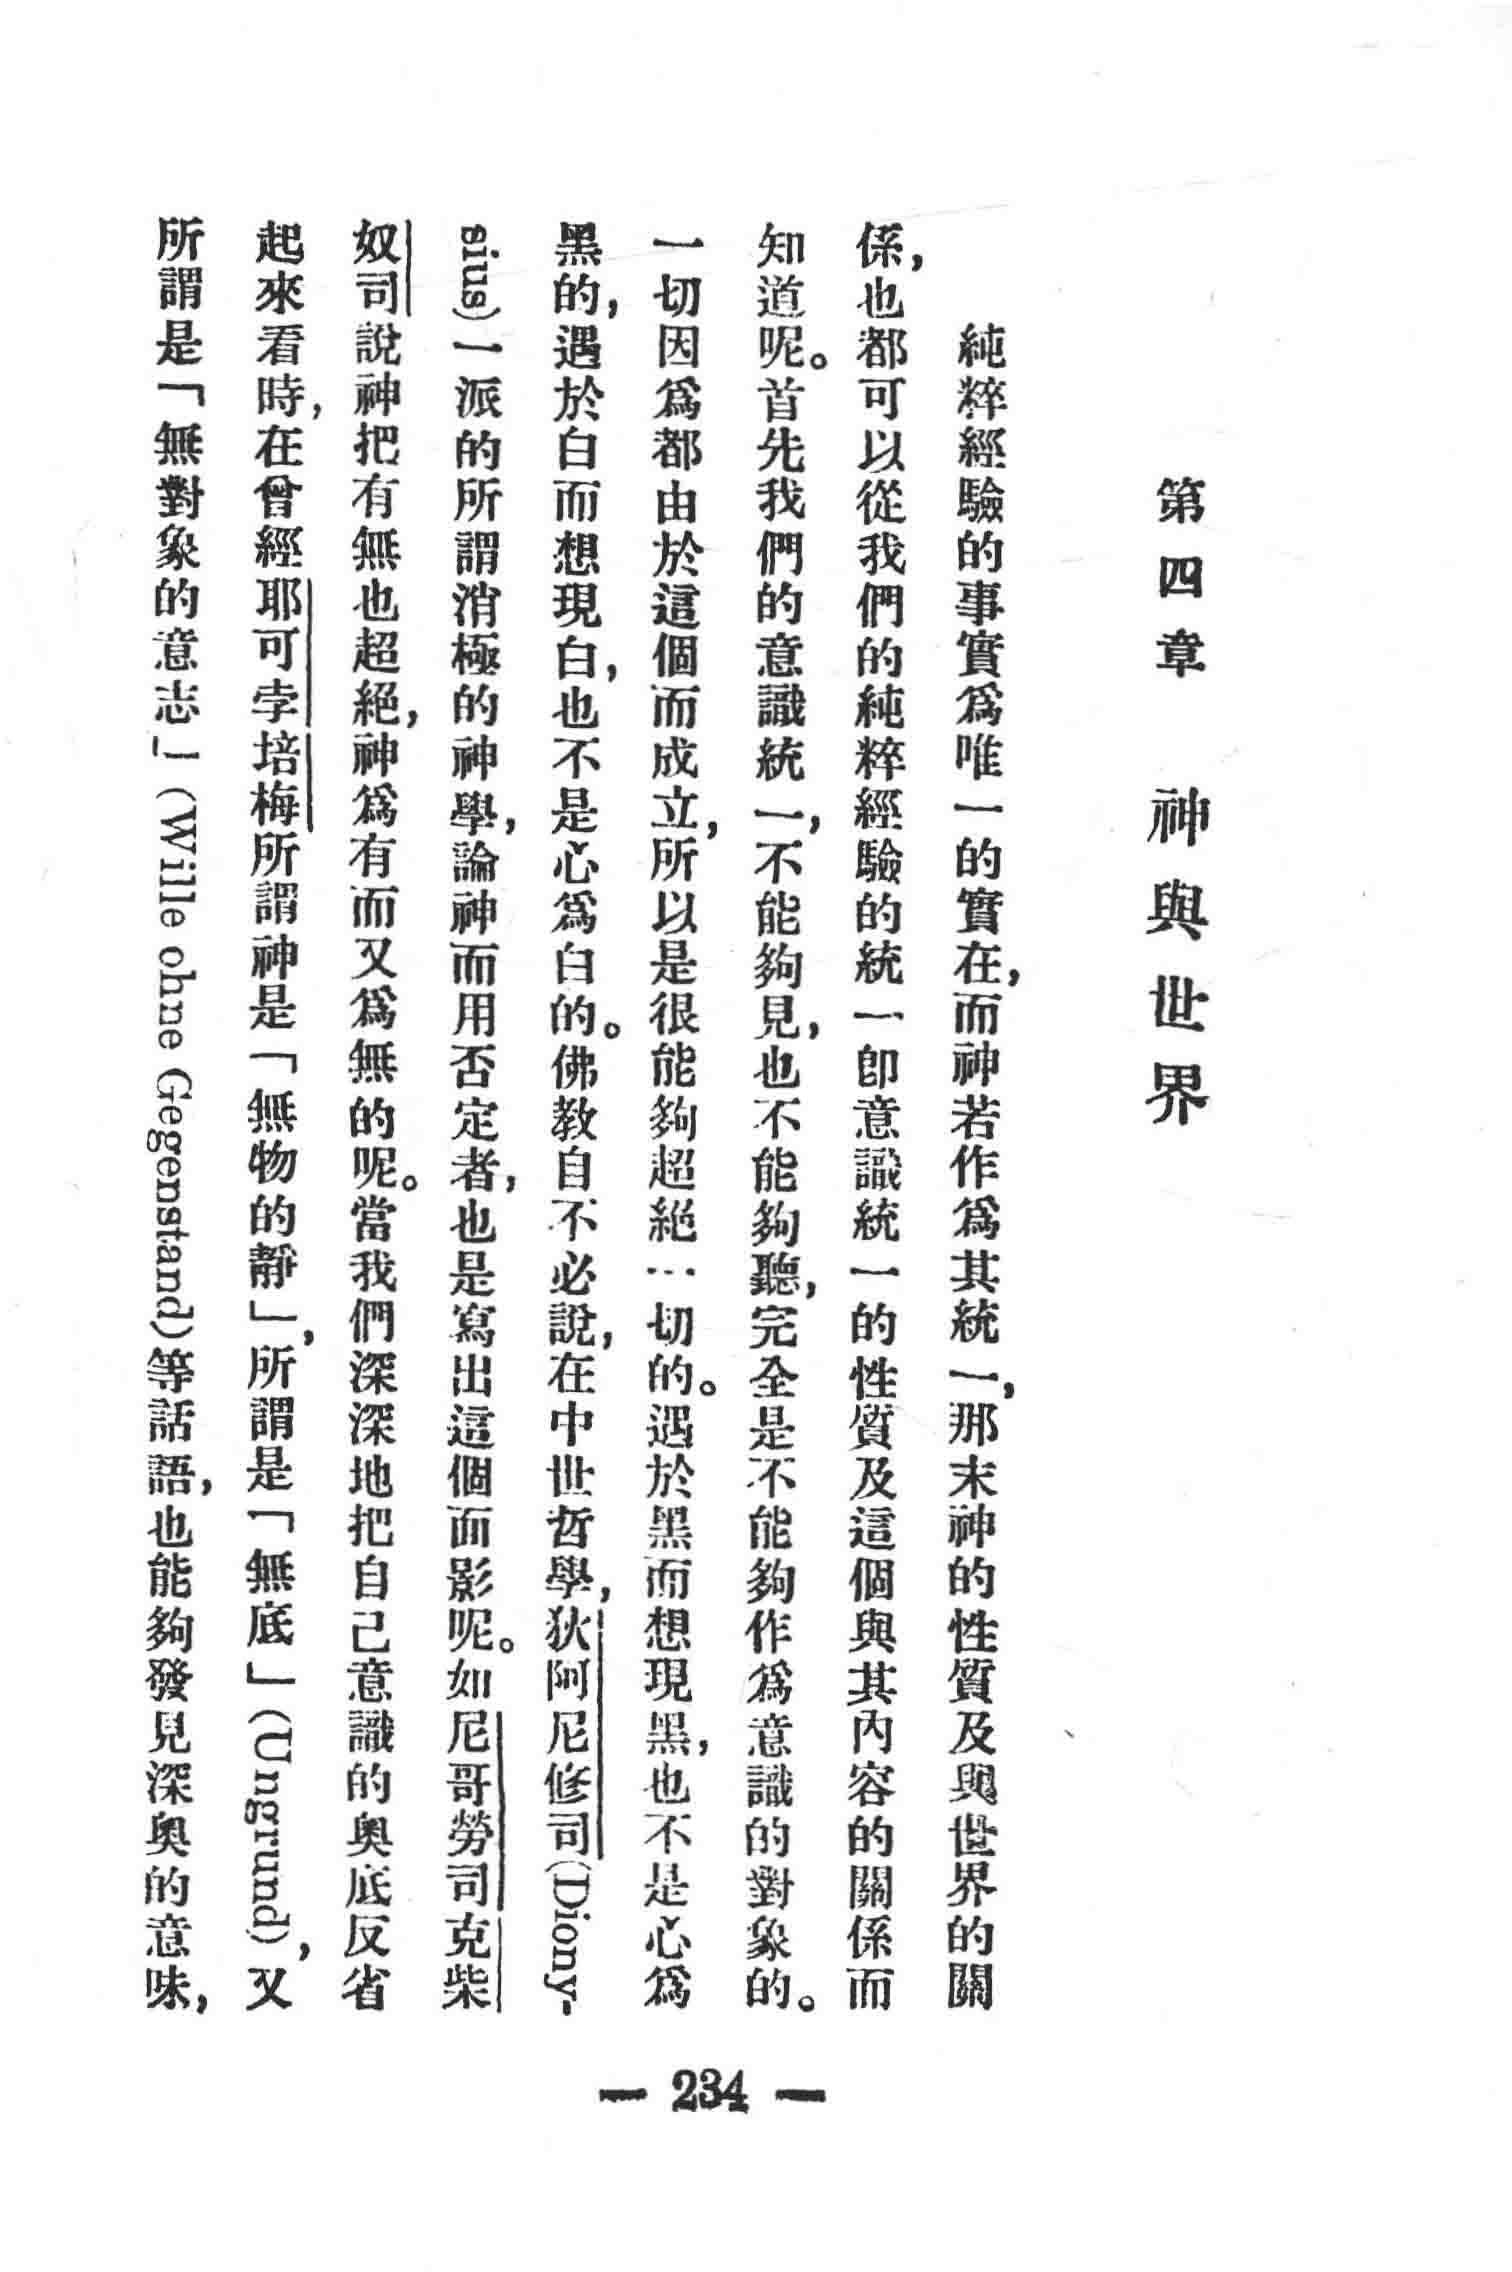 第四章　神與世界
純粹經驗的事實爲唯一的實在，而神若作爲其統一，那末神的性質及與世界的關
係，也都可以從我們的純粹經驗的統一卽意識統一的性質及這個與其內容的關係而
知道呢。首先我們的意識統一，不能夠見，也不能夠聽，完全是不能夠作爲意識的對象的。
一切因爲都由於這個而成立，所以是很能夠超絕一切的。遇於黑而想現黑，也不是心爲
黑的，遇於白而想現白，也不是心爲白的。佛教自不必說，在中世哲學，狄阿尼修司(Diony-
sius)一派的所謂消極的神學，論神而用否定者，也是寫出這個面影呢。如尼哥勞司克柴
奴司說神把有無也超絕，神爲有而又爲無的呢。當我們深深地把自己意識的奧底反省
起來看時，在曾經耶可孛培梅所謂神是「無物的靜」，所謂是「無底」(Ungrund)，又
所謂是「無對象的意志」(Wille ohne Gegenstand)等話語，也能夠發見深奧的意味，
— 234 —